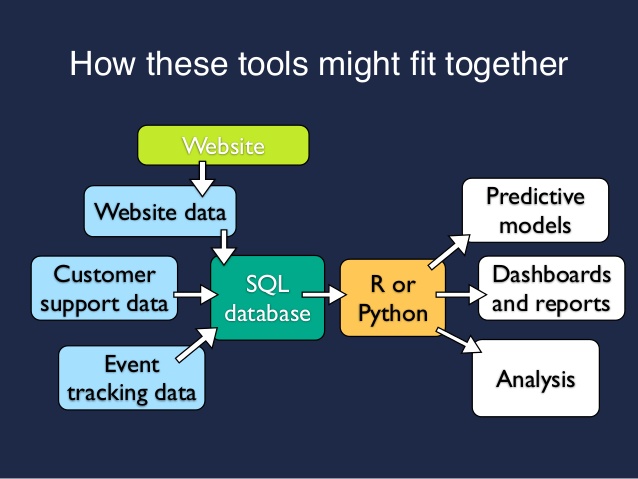 How these tools might fit together
Website
Website data
Customer
support data
Event
tracking data
SQL
database
R or
Python
Predictive
models
Dashboards
and reports
Analysis